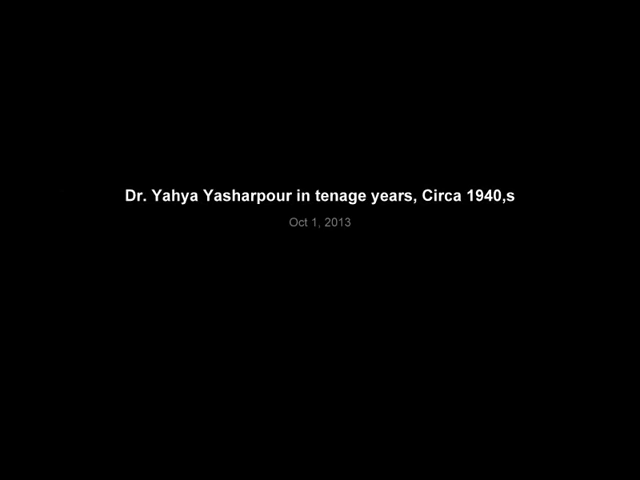 Dr. Yahya Yasharpour in tenage years, Circa 1940,s
Oct 1, 2013